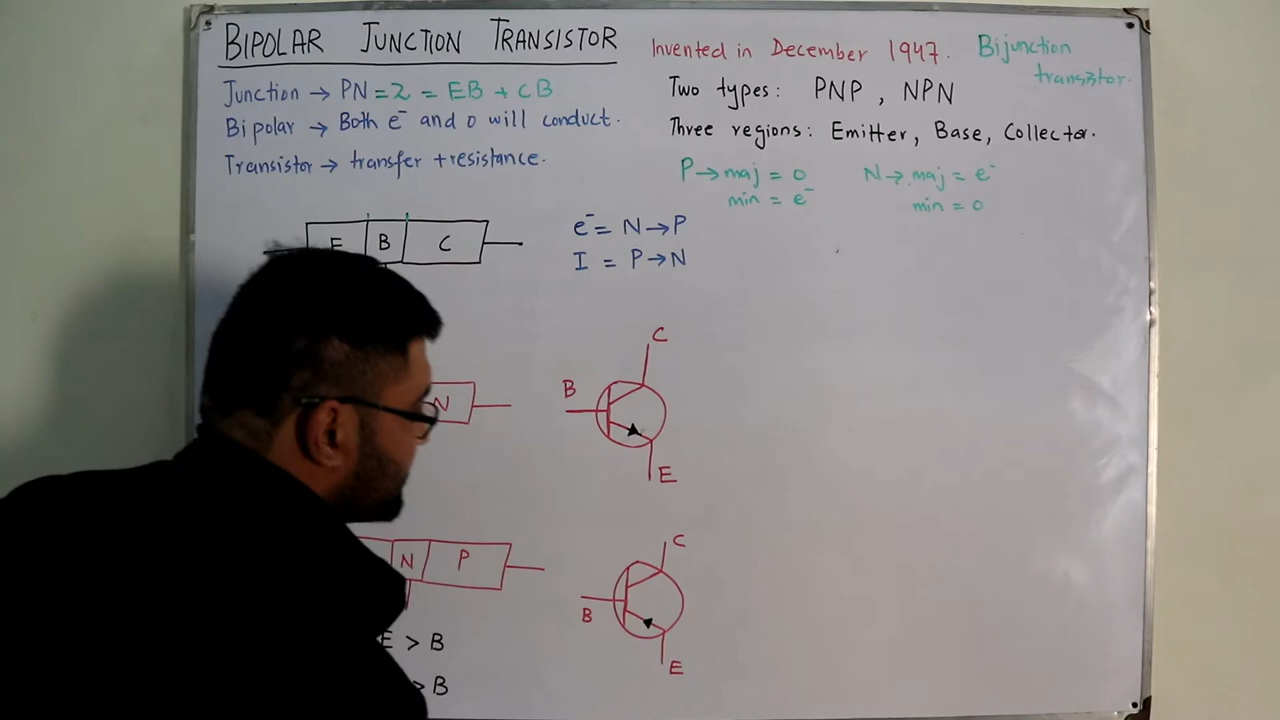 BIPOLAR JUNCTION TRANSISTOR
Invented in December 1947.
Bijunction
transistor.
Junction → PN = 2 = EB + CB
Bipolar → Both e⁻ and o will conduct.
Transistor → transfer + resistance.
Two types: PNP, NPN
Three regions: Emitter, Base, Collector.
P → maj = o
min = e⁻
N → maj = e⁻
min = o
E B C
e⁻ = N → P
I = P → N
N
C
B
E
N P
C
B
E
E > B
> B